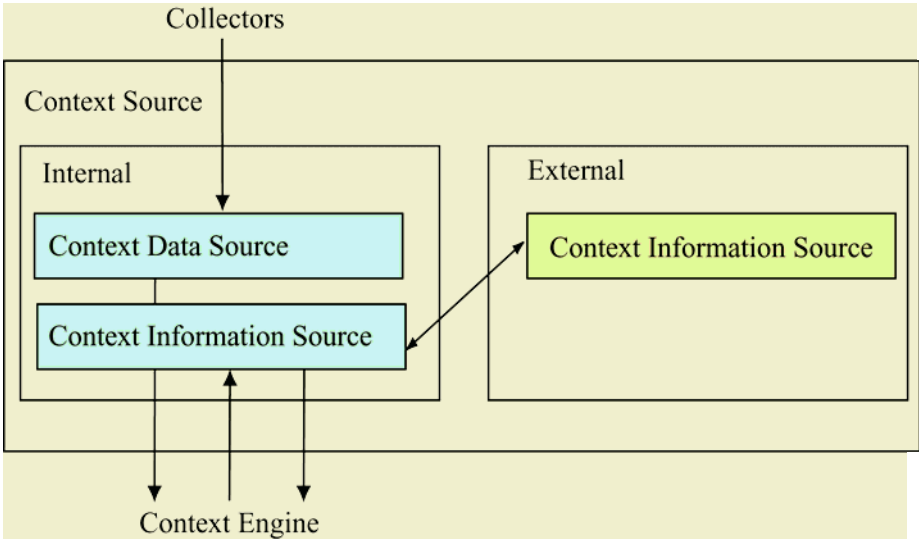 Collectors
Context Source
Internal
External
Context Data Source
Context Information Source
Context Information Source
Context Engine